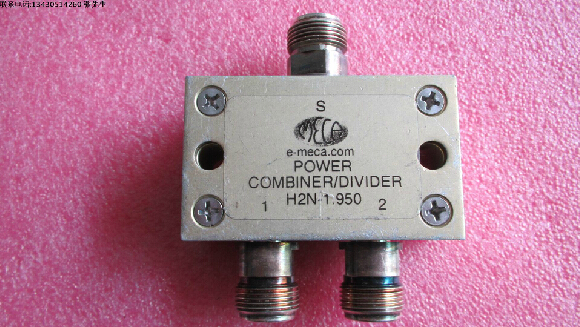 S
MECA
e-meca.com
POWER
COMBINER/DIVIDER
H2N-1.950
1 2